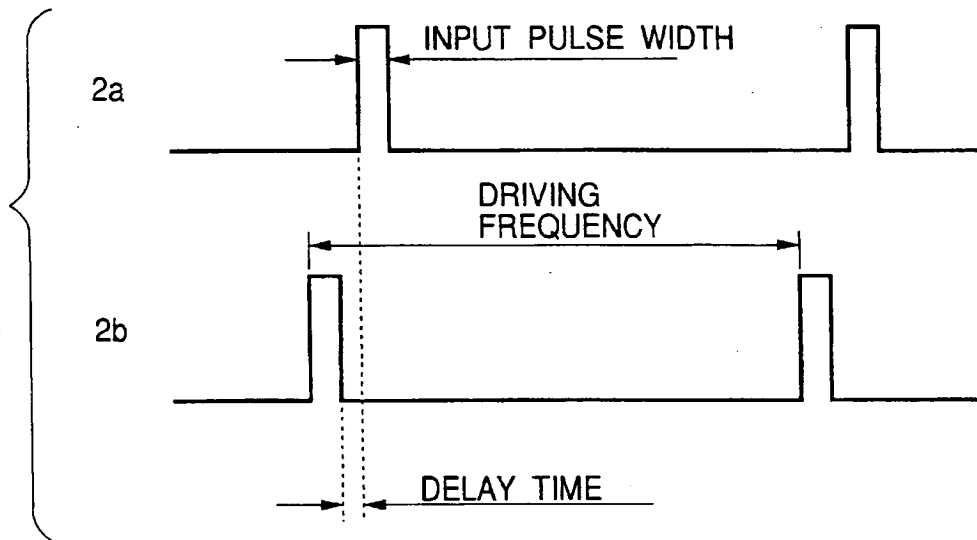 INPUT PULSE WIDTH
2a
DRIVING
FREQUENCY
2b
DELAY TIME